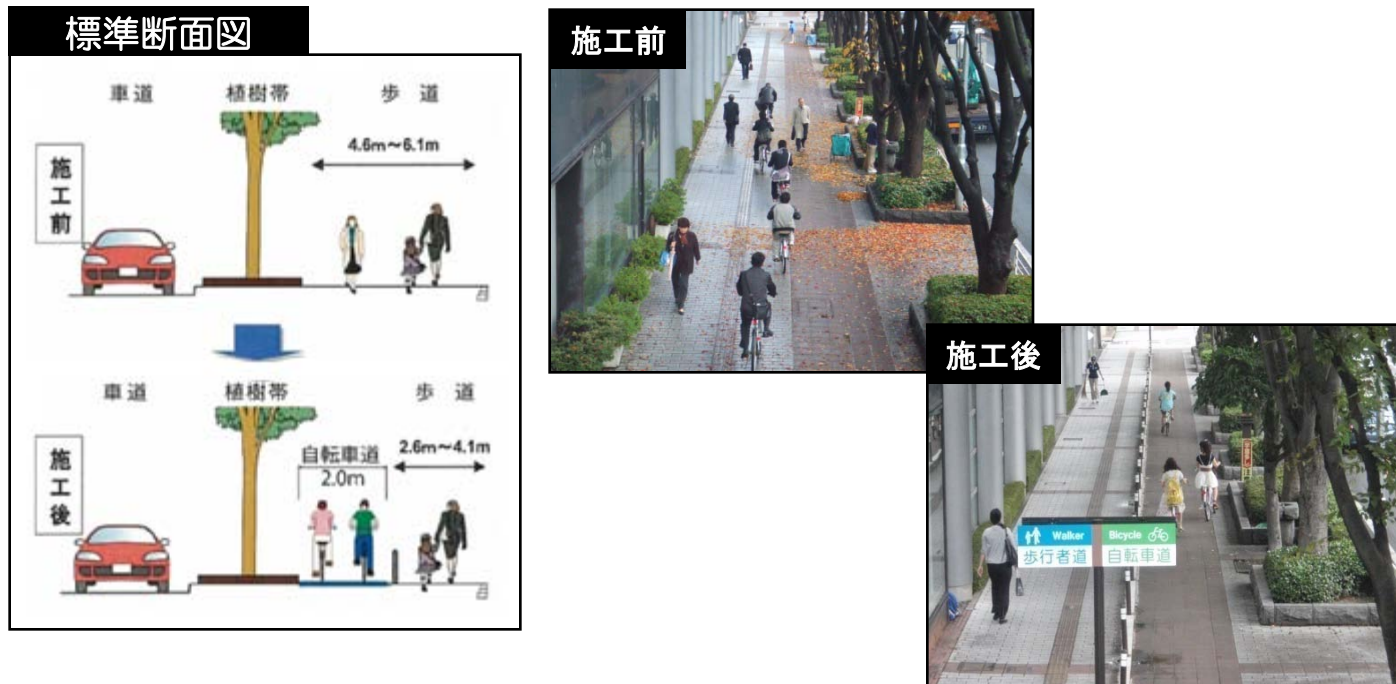 標準断面図
車道 植樹帯 歩道
4.6m～6.1m
施工前
車道 植樹帯 歩道
2.6m～4.1m
自転車道
2.0m
施工後
施工前
施工後
Walker Bicycle
歩行者道 自転車道